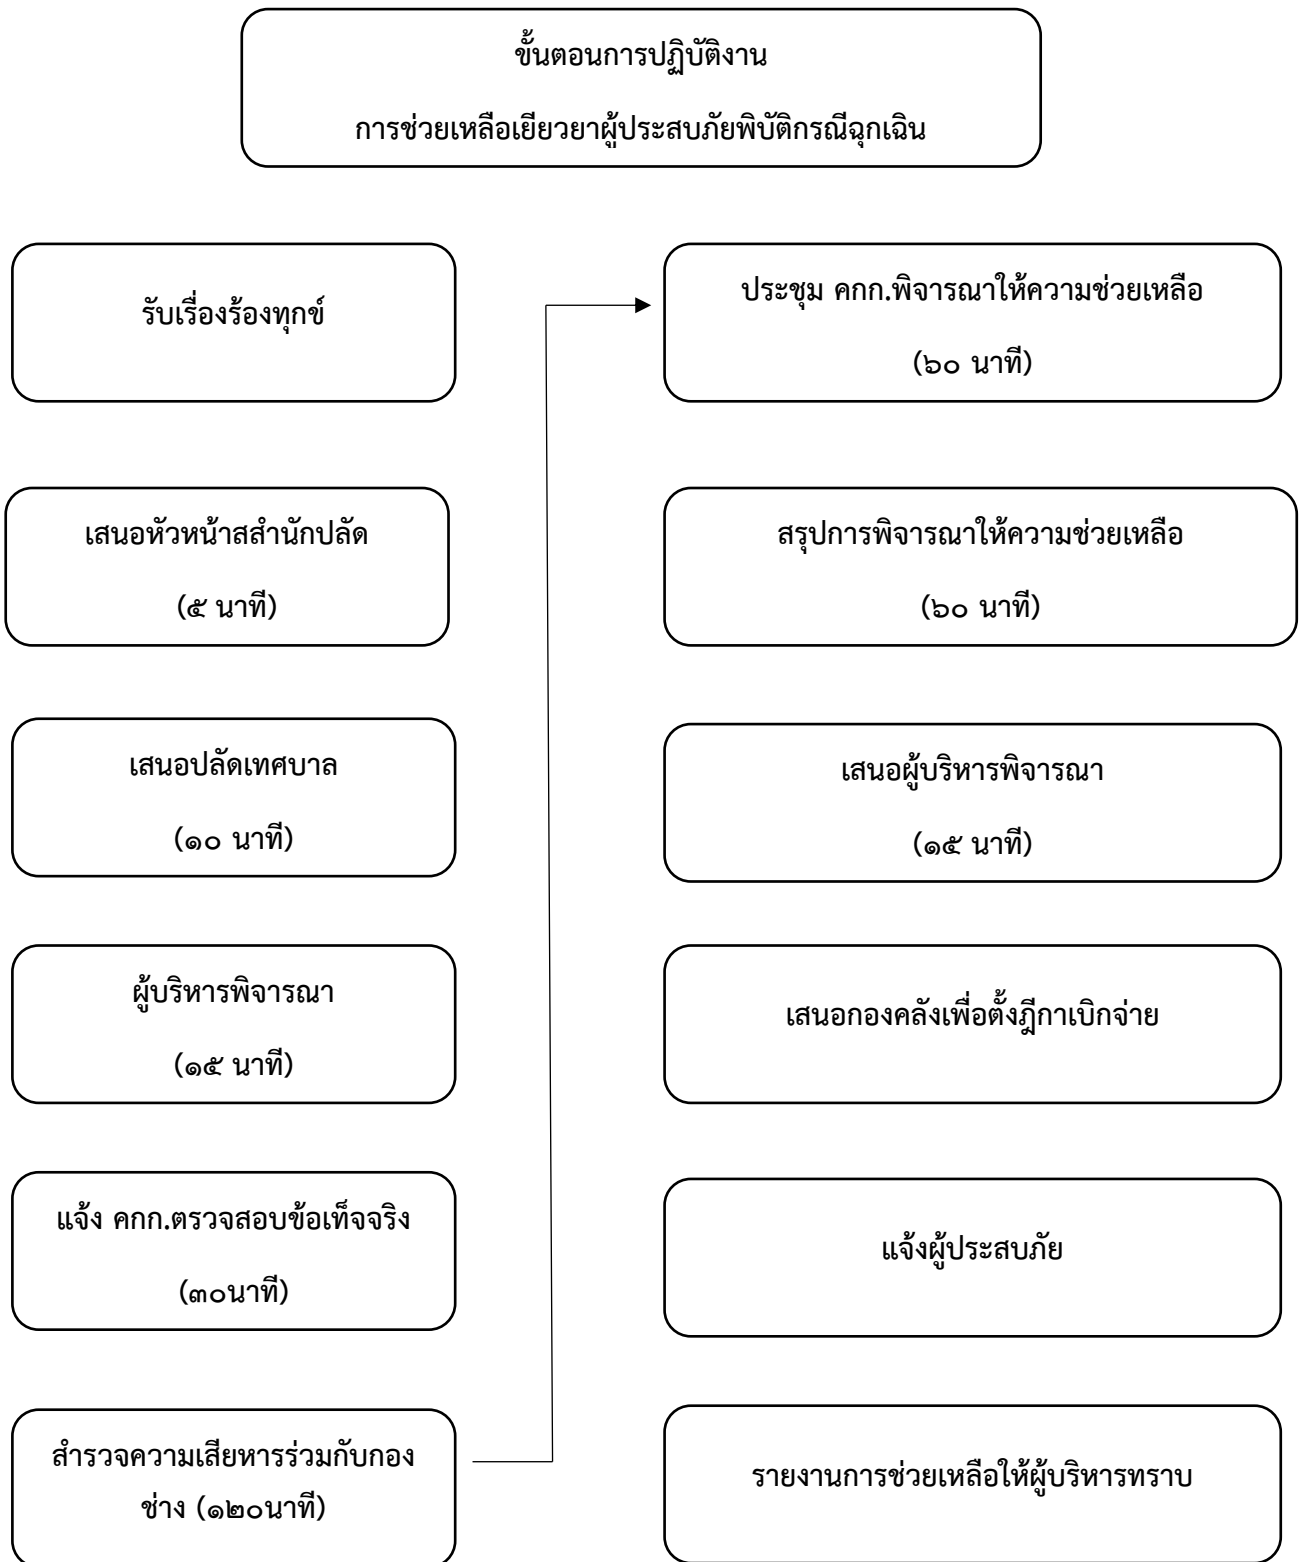 ขั้นตอนการปฏิบัติงาน
การช่วยเหลือเยียวยาผู้ประสบภัยพิบัติกรณีฉุกเฉิน
รับเรื่องร้องทุกข์
เสนอหัวหน้าสสำนักปลัด
(๕ นาที)
เสนอปลัดเทศบาล
(๑๐ นาที)
ผู้บริหารพิจารณา
(๑๕ นาที)
แจ้ง คกก.ตรวจสอบข้อเท็จจริง
(๓๐นาที)
สำรวจความเสียหารร่วมกับกอง
ช่าง (๑๒๐นาที)
ประชุม คกก.พิจารณาให้ความช่วยเหลือ
(๖๐ นาที)
สรุปการพิจารณาให้ความช่วยเหลือ
(๖๐ นาที)
เสนอผู้บริหารพิจารณา
(๑๕ นาที)
เสนอกองคลังเพื่อตั้งฎีกาเบิกจ่าย
แจ้งผู้ประสบภัย
รายงานการช่วยเหลือให้ผู้บริหารทราบ